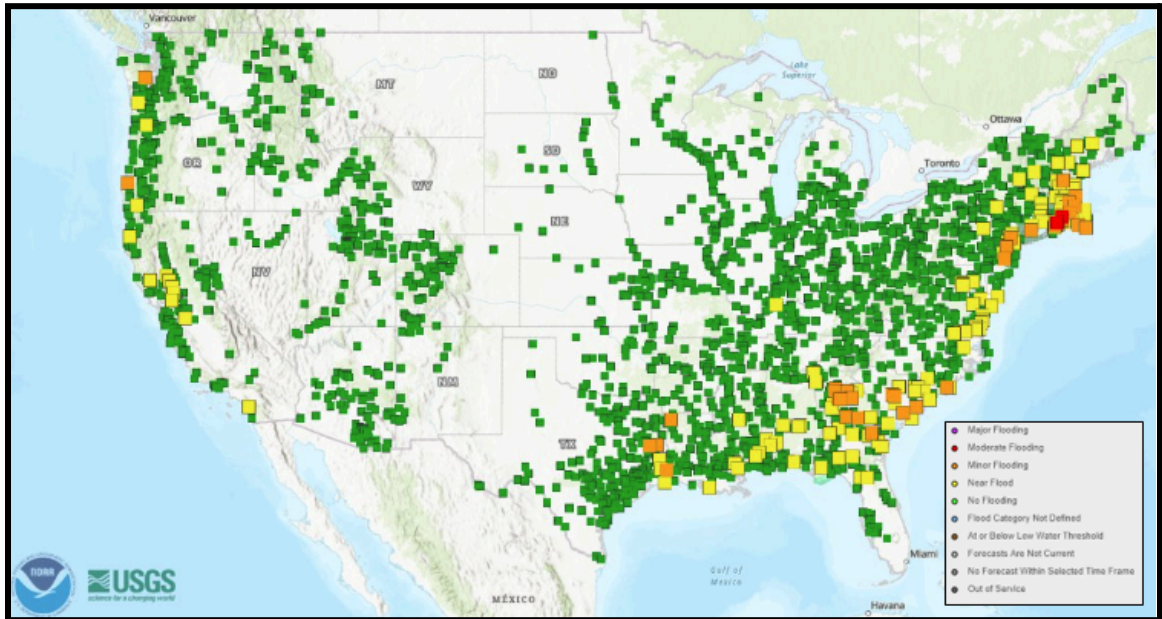 Vancouver
Lake
Superior
MT
ND
Ottawa
SD
OR
Toronto
WY
NE
NV
NM
TX
Major Flooding
Moderate Flooding
Minor Flooding
Near Flood
No Flooding
Flood Category Not Defined
At or Below Low Water Threshold
Forecasts Are Not Current
No Forecast Within Selected Time Frame
Out of Service
Miami
Gulf of
Mexico
noaa
USGS
science for a changing world
MÉXICO
Havana